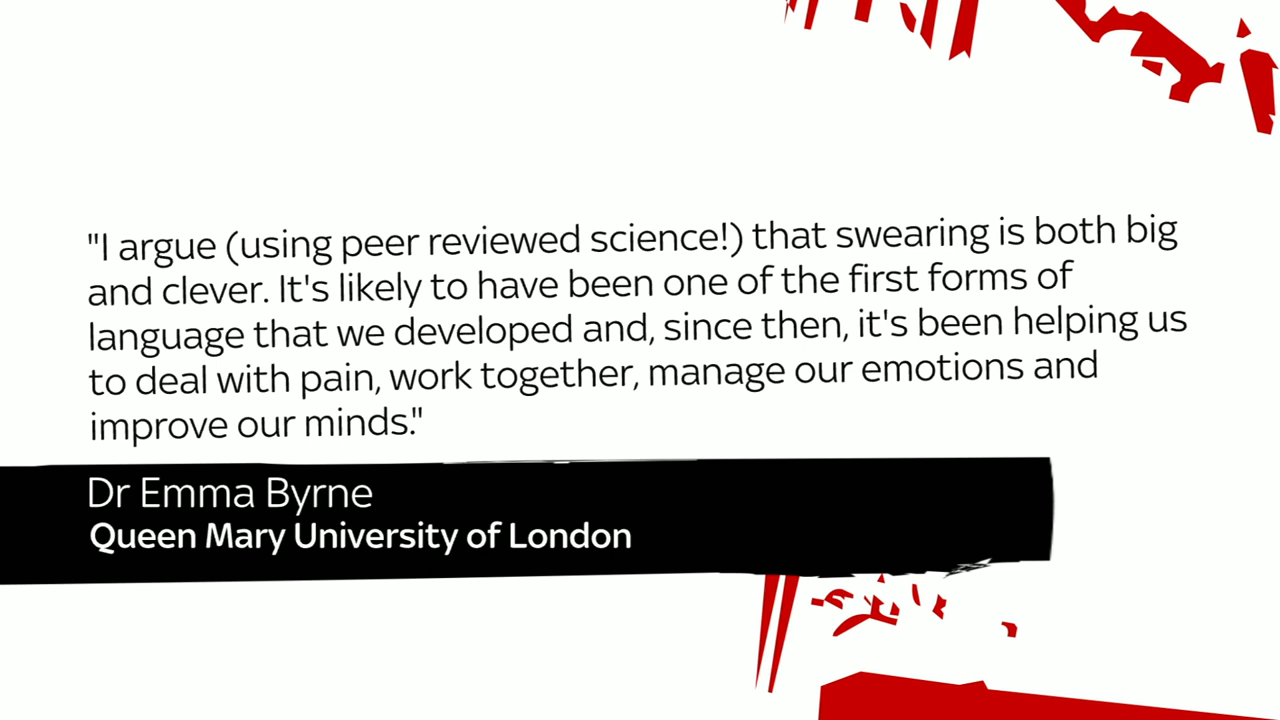 "I argue (using peer reviewed science!) that swearing is both big
and clever. It's likely to have been one of the first forms of
language that we developed and, since then, it's been helping us
to deal with pain, work together, manage our emotions and
improve our minds."
Dr Emma Byrne
Queen Mary University of London